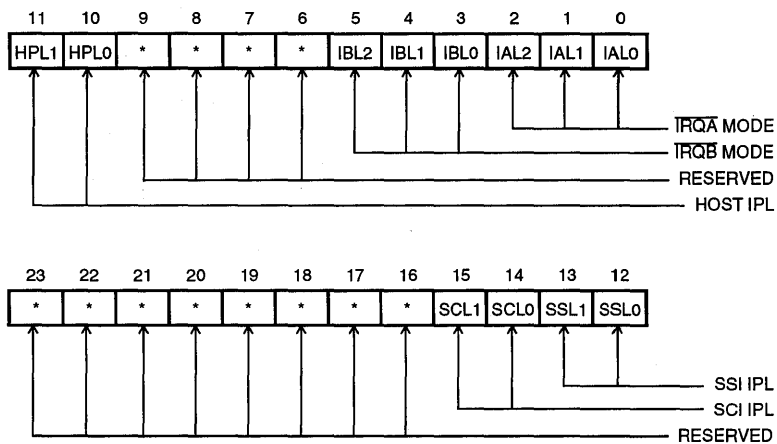 11 10 9 8 7 6 5 4 3 2 1 0
HPL1 HPL0 * * * * IBL2 IBL1 IBL0 IAL2 IAL1 IAL0
IRQA MODE
IRQB MODE
RESERVED
HOST IPL
23 22 21 20 19 18 17 16 15 14 13 12
* * * * * * * * SCL1 SCL0 SSL1 SSL0
SSI IPL
SCI IPL
RESERVED